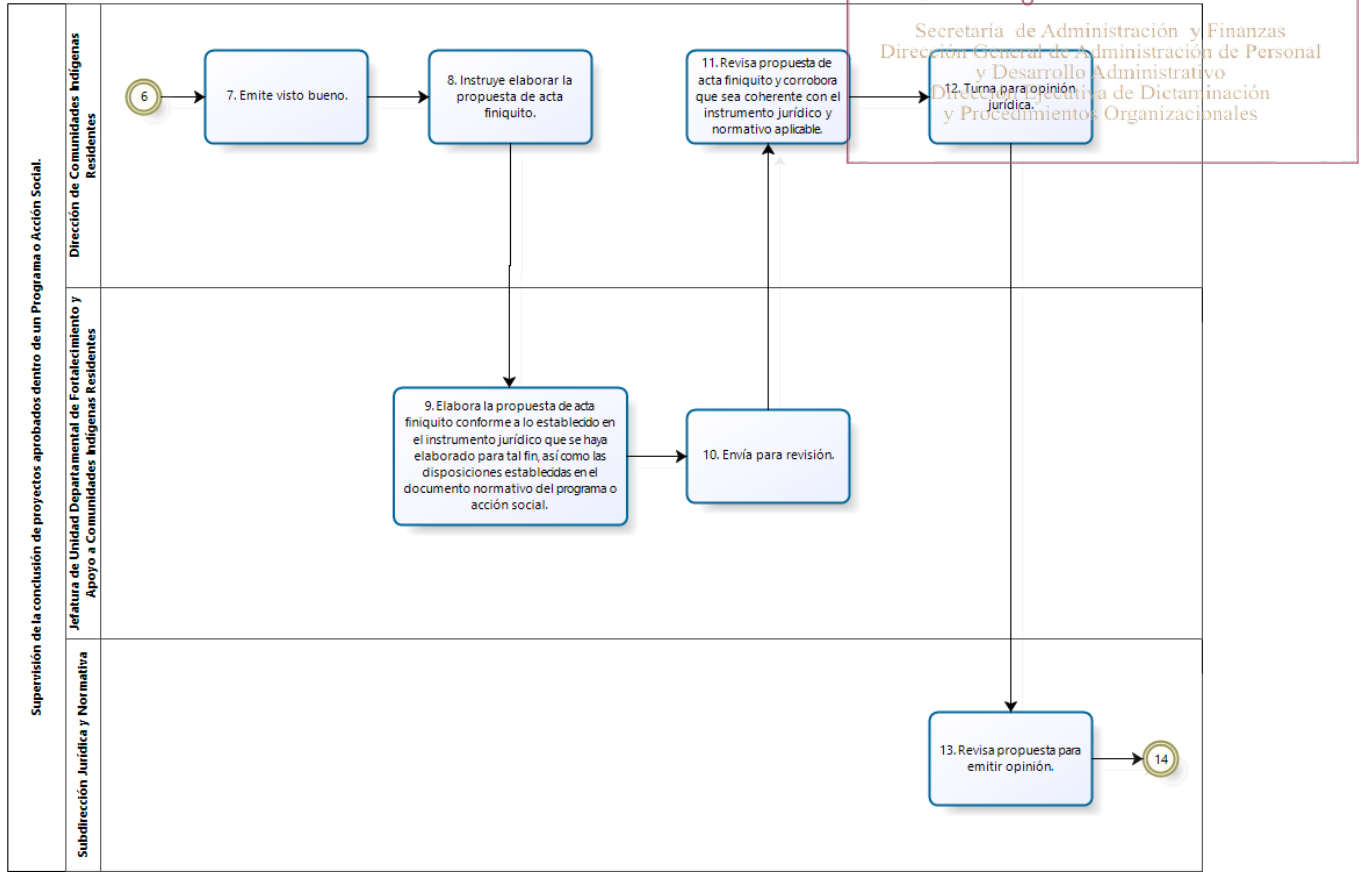 Supervisión de la conclusión de proyectos aprobados dentro de un Programa o Acción Social.
Dirección de Comunidades Indígenas
Residentes
6
7. Emite visto bueno.
8. Instruye elaborar la
propuesta de acta
finiquito.
11. Revisa propuesta de
acta finiquito y corrobora
que sea coherente con el
instrumento jurídico y
normativo aplicable.
12. Turna para opinión
jurídica.
Secretaría de Administración y Finanzas
Dirección General de Administración de Personal
y Desarrollo Administrativo
Dirección Ejecutiva de Dictaminación
y Procedimientos Organizacionales
Jefatura de Unidad Departamental de Fortalecimiento y
Apoyo a Comunidades Indígenas Residentes
9. Elabora la propuesta de acta
finiquito conforme a lo establecido en
el instrumento jurídico que se haya
elaborado para tal fin, así como las
disposiciones establecidas en el
documento normativo del programa o
acción social.
10. Envía para revisión.
Subdirección Jurídica y Normativa
13. Revisa propuesta para
emitir opinión.
14